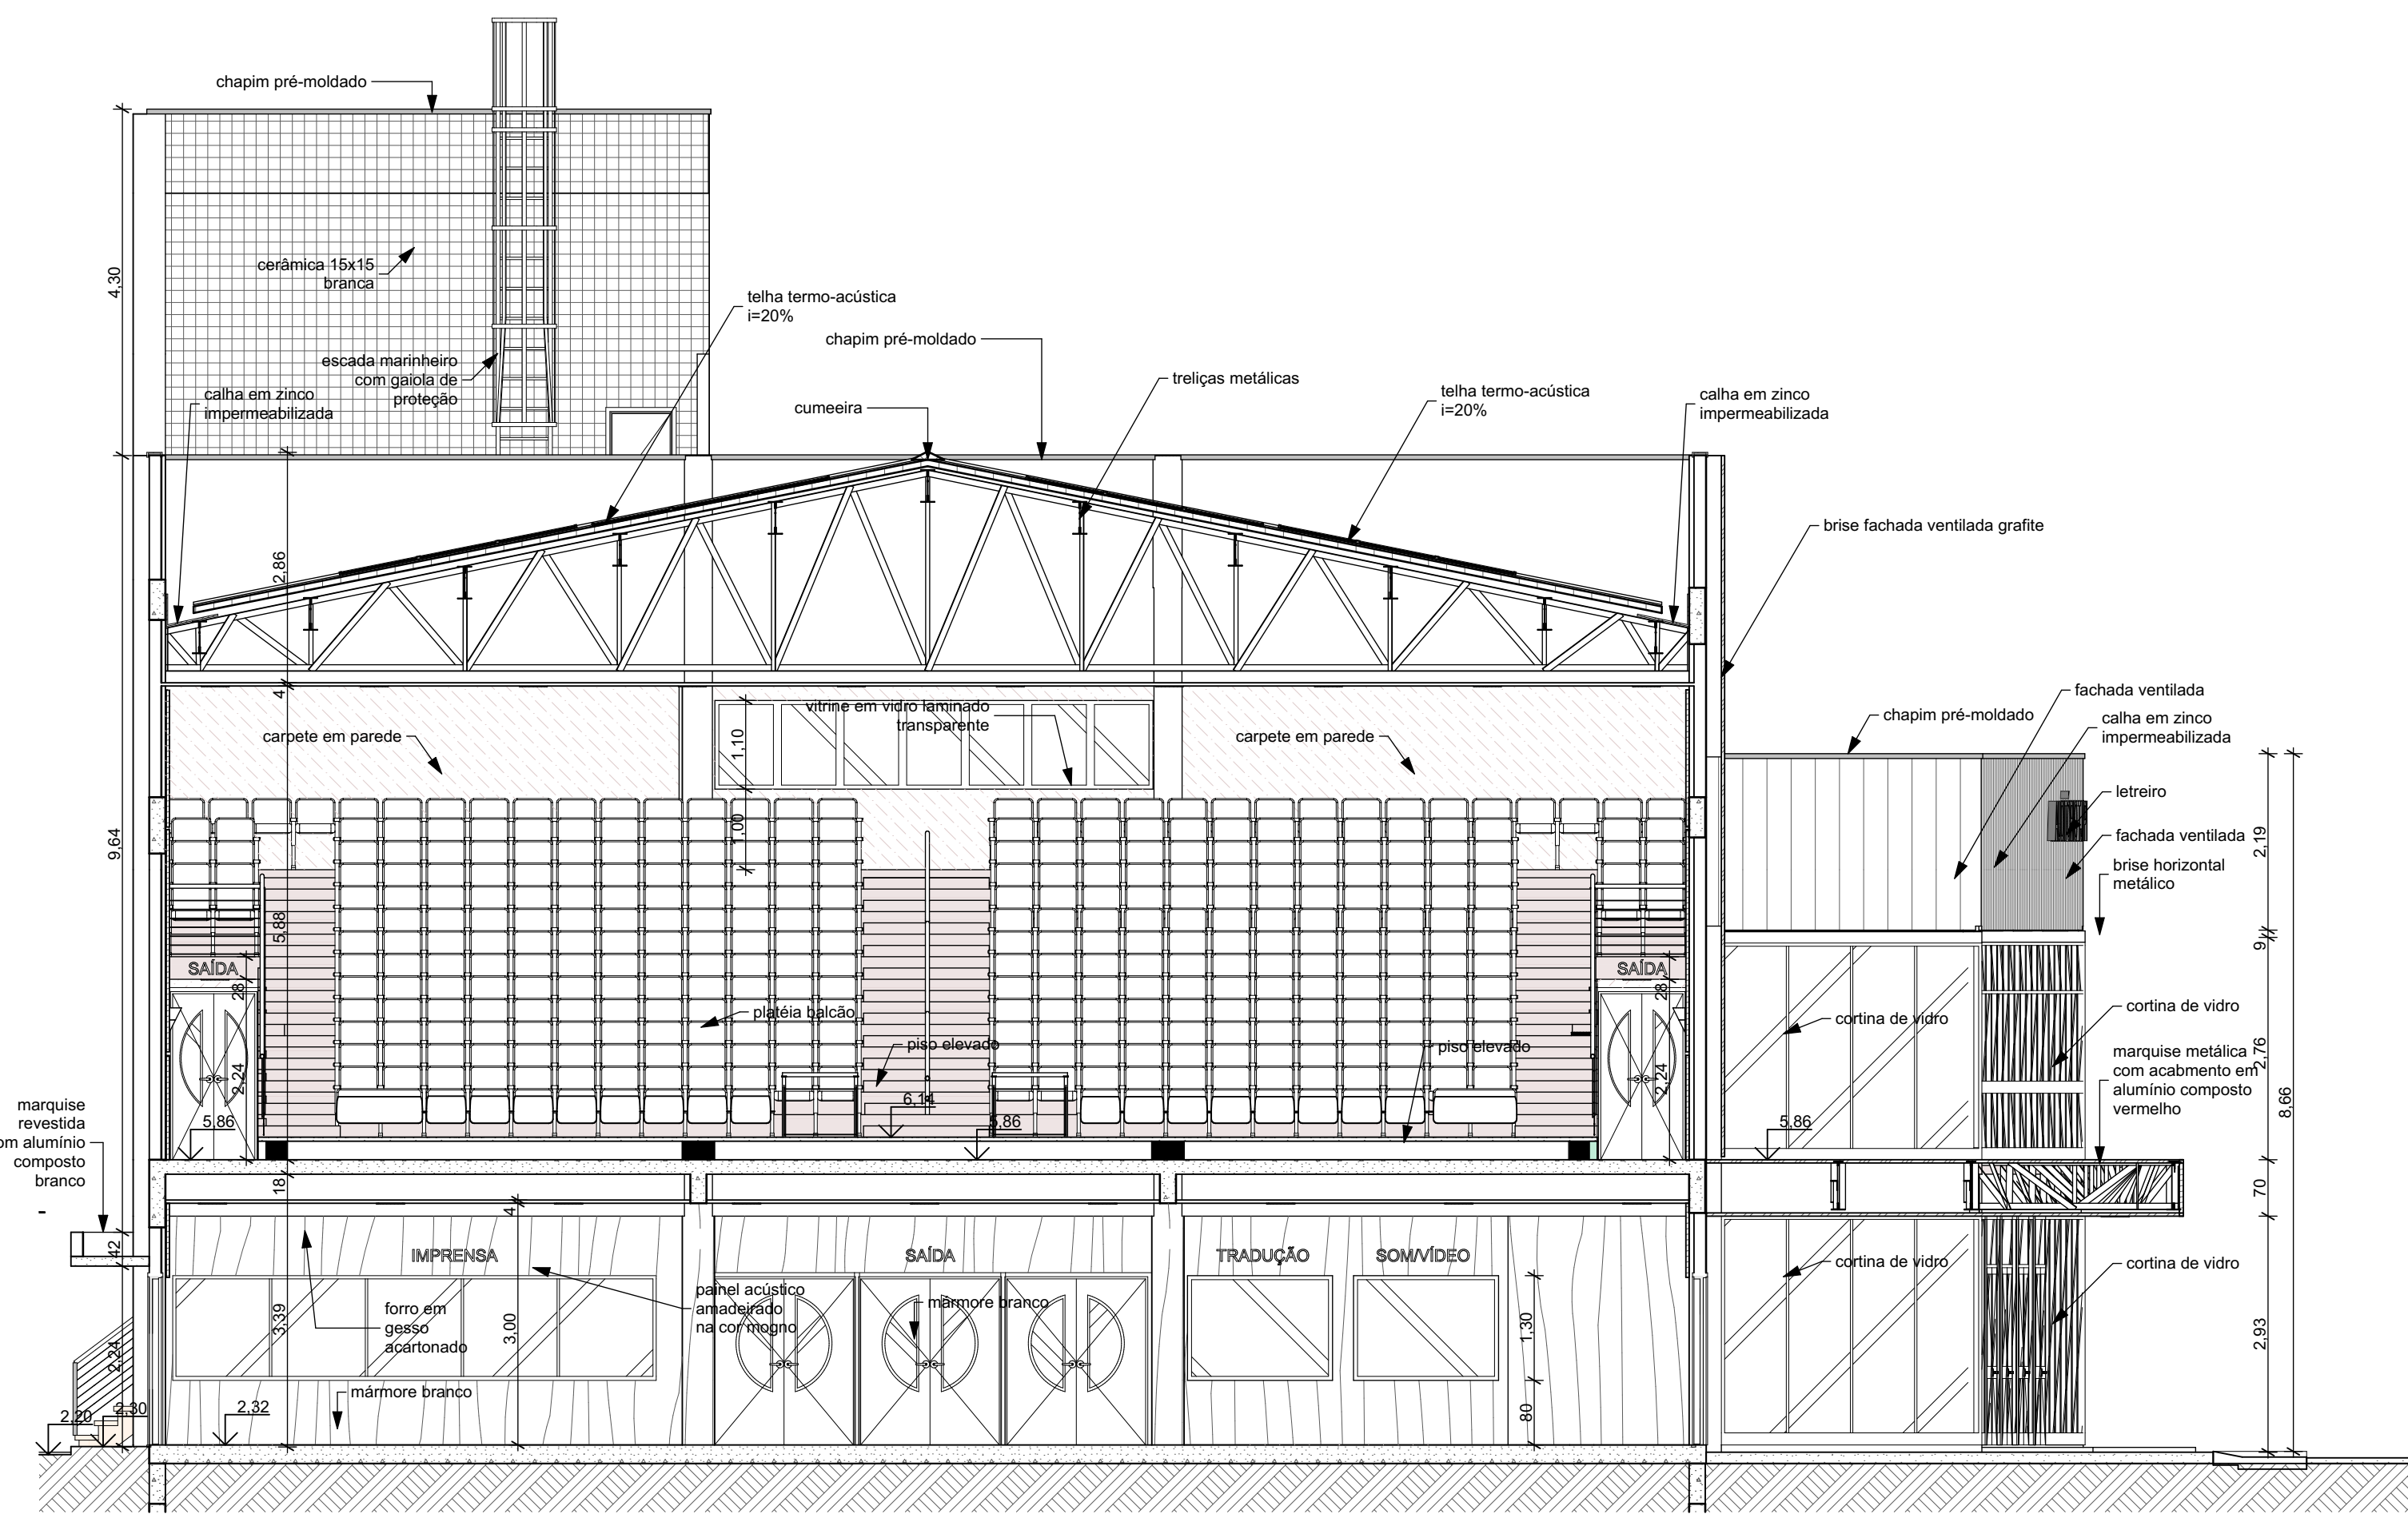 chapim pré-moldado
4,30
cerâmica 15x15
branca
telha termo-acústica
i=20%
chapim pré-moldado
escada marinheiro
com gaiola de
proteção
calha em zinco
impermeabilizada
cumeeira
treliças metálicas
telha termo-acústica
i=20%
calha em zinco
impermeabilizada
brise fachada ventilada grafite
2,86
4
9,64
carpete em parede
1,10
vitrine em vidro laminado
transparente
carpete em parede
1,00
fachada ventilada
chapim pré-moldado
calha em zinco
impermeabilizada
letreiro
fachada ventilada
2,19
brise horizontal
metálico
9
5,88
SAÍDA
28
2,24
5,86
platéia balcão
piso elevado
6,14
5,86
piso elevado
SAÍDA
28
2,24
cortina de vidro
5,86
cortina de vidro
marquise metálica
com acabmento em
alumínio composto
vermelho
2,76
8,66
70
marquise
revestida
om alumínio
composto
branco
-
42
18
4
IMPRENSA
SAÍDA
TRADUÇÃO
SOM/VÍDEO
cortina de vidro
cortina de vidro
painel acústico
amadeirado
na cor mogno
mármore branco
forro em
gesso
acartonado
3,39
3,00
1,30
2,93
2,24
mármore branco
80
2,20
2,30
2,32